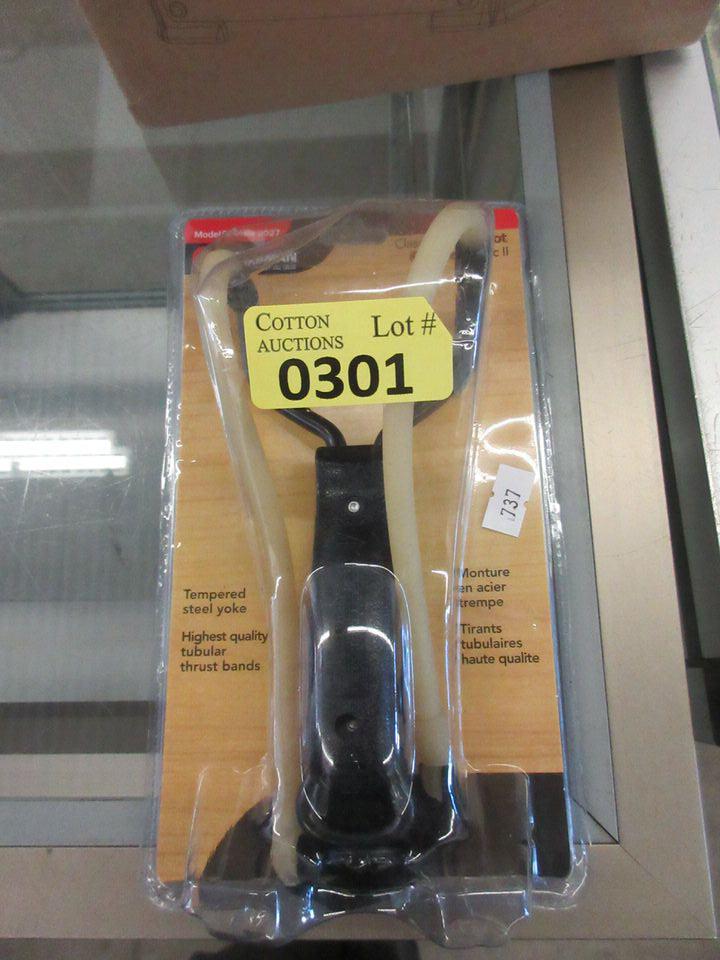 Model
COTTON
AUCTIONS
Lot #
0301
737
Tempered
steel yoke
Highest quality
tubular
thrust bands
Monture
en acier
trempe
Tirants
tubulaires
haute qualite